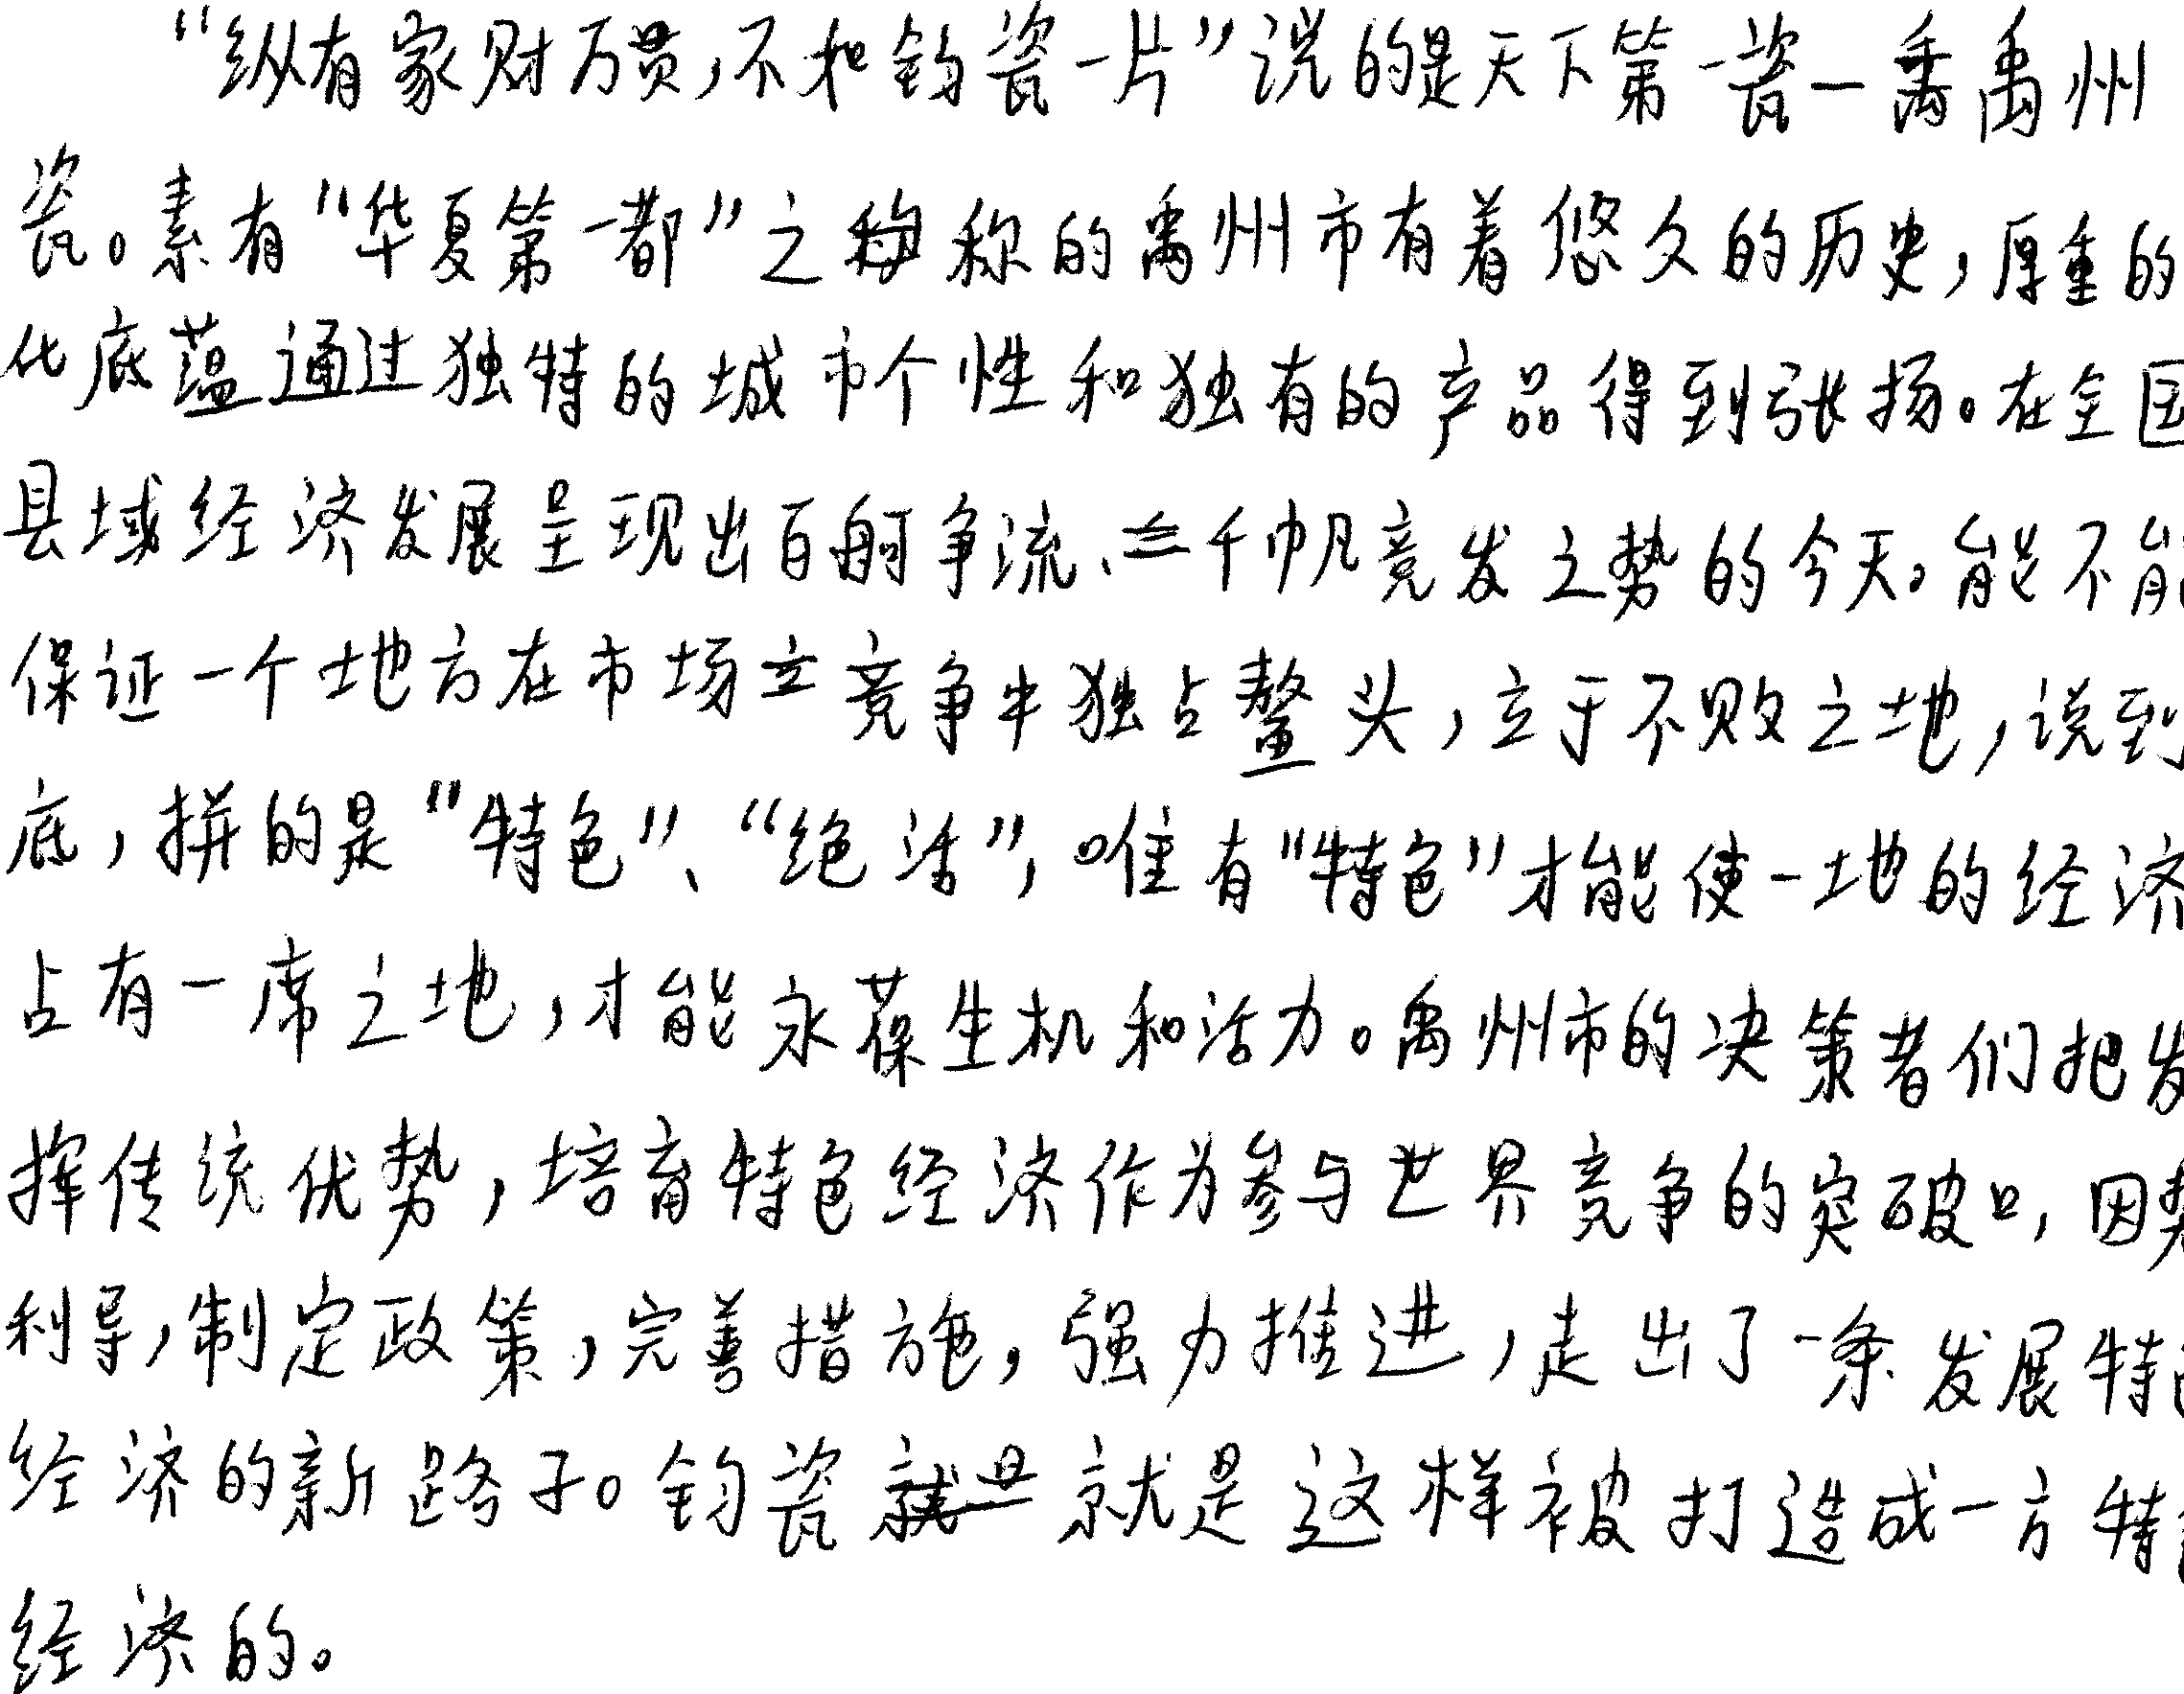 “纵有家财万贯,不如钧瓷一片”说的是天下第一瓷—禹州
瓷。素有“华夏第一都”之称的禹州市有着悠久的历史,厚重的
化底蕴通过独特的城市个性和独有的产品得到张扬。在全国
县域经济发展呈现出百舸争流、千帆竞发之势的今天。能不能
保证一个地方在市场竞争中独占鳌头,立于不败之地,说到
底,拼的是“特色”、“绝活”,唯有“特色”才能使一地的经济
占有一席之地,才能永葆生机和活力。禹州市的决策者们把发
挥传统优势,培育特色经济作为参与世界竞争的突破口,因势
利导,制定政策,完善措施,强力推进,走出了一条发展特色
经济的新路子。钧瓷就是这样被打造成一方特色
经济的。